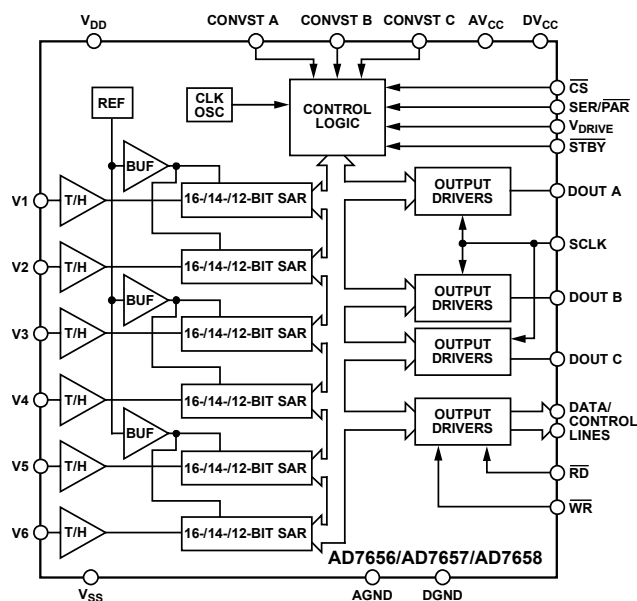 VDD
CONVST A
CONVST B
CONVST C
AVCC
DVCC
REF
CLK
OSC
CONTROL
LOGIC
CS
SER/PAR
VDRIVE
STBY
BUF
V1
T/H
16-/14-/12-BIT SAR
OUTPUT
DRIVERS
DOUT A
SCLK
V2
T/H
16-/14-/12-BIT SAR
BUF
OUTPUT
DRIVERS
DOUT B
V3
T/H
16-/14-/12-BIT SAR
OUTPUT
DRIVERS
DOUT C
V4
T/H
16-/14-/12-BIT SAR
OUTPUT
DRIVERS
DATA/
CONTROL
LINES
BUF
V5
T/H
16-/14-/12-BIT SAR
RD
WR
V6
T/H
16-/14-/12-BIT SAR
AD7656/AD7657/AD7658
VSS
AGND
DGND